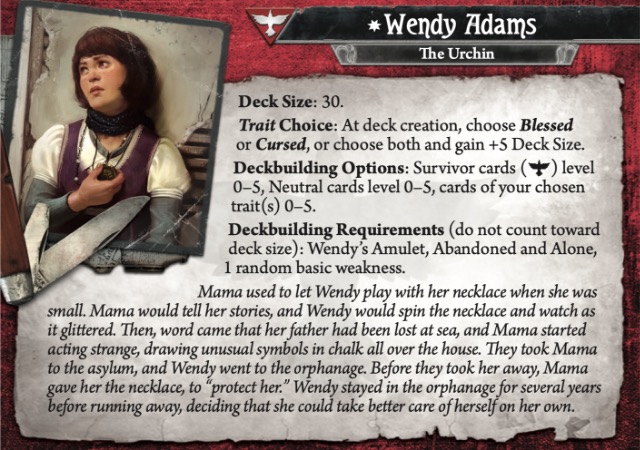 Wendy Adams
The Urchin
Deck Size: 30.
Trait Choice: At deck creation, choose Blessed
or Cursed, or choose both and gain +5 Deck Size.
Deckbuilding Options: Survivor cards ( ) level
0–5, Neutral cards level 0–5, cards of your chosen
trait(s) 0–5.
Deckbuilding Requirements (do not count toward
deck size): Wendy’s Amulet, Abandoned and Alone,
1 random basic weakness.
Mama used to let Wendy play with her necklace when she was
small. Mama would tell her stories, and Wendy would spin the necklace and watch as
it glittered. Then, word came that her father had been lost at sea, and Mama started
acting strange, drawing unusual symbols in chalk all over the house. They took Mama
to the asylum, and Wendy went to the orphanage. Before they took her away, Mama
gave her the necklace, to “protect her.” Wendy stayed in the orphanage for several years
before running away, deciding that she could take better care of herself on her own.